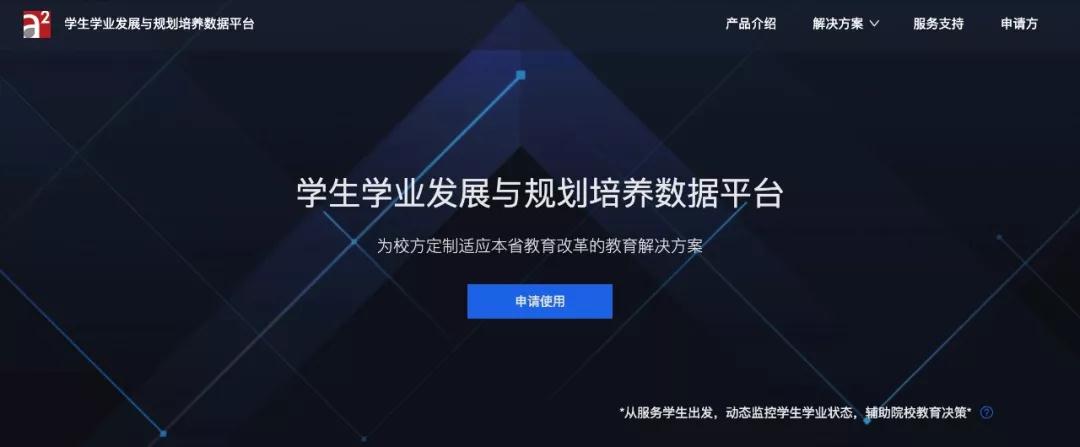 a2 学生学业发展与规划培养数据平台 产品介绍 解决方案 服务支持 申请方
学生学业发展与规划培养数据平台
为校方定制适应本省教育改革的教育解决方案
申请使用
*从服务学生出发，动态监控学生学业状态，辅助院校教育决策* ?